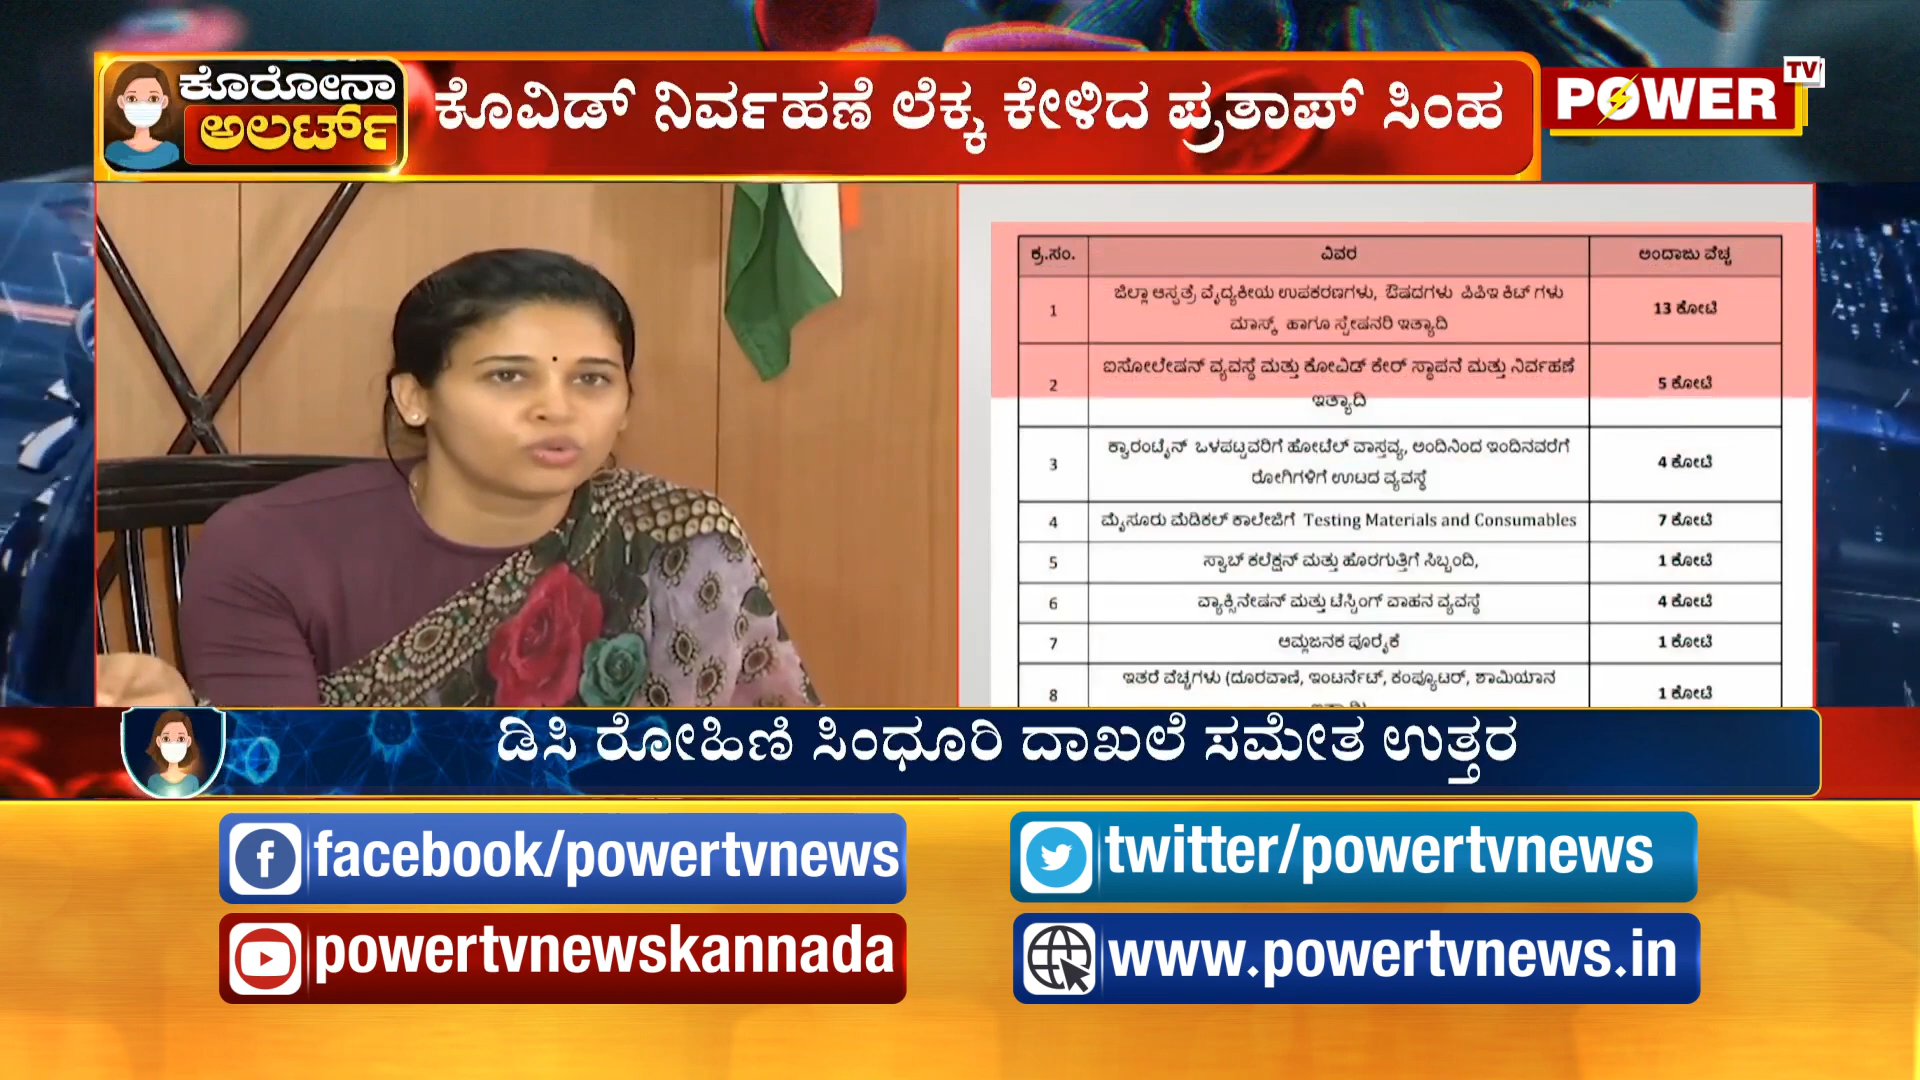 ಕೊರೋನಾ
ಅಲರ್ಟ್
ಕೊವಿಡ್ ನಿರ್ವಹಣೆ ಲೆಕ್ಕ ಕೇಳಿದ ಪ್ರತಾಪ್ ಸಿಂಹ
POWER TV
ಕ್ರ.ಸಂ. ವಿವರ ಅಂದಾಜು ವೆಚ್ಚ
1 ಜಿಲ್ಲಾ ಆಸ್ಪತ್ರೆ ವೈದ್ಯಕೀಯ ಉಪಕರಣಗಳು, ಔಷದಗಳು ಪಿಪಿಇ ಕಿಟ್ ಗಳು
ಮಾಸ್ಕ್ ಹಾಗೂ ಸ್ಟೇಷನರಿ ಇತ್ಯಾದಿ 13 ಕೋಟಿ
2 ಐಸೋಲೇಷನ್ ವ್ಯವಸ್ಥೆ ಮತ್ತು ಕೋವಿಡ್ ಕೇರ್ ಸ್ಥಾಪನೆ ಮತ್ತು ನಿರ್ವಹಣೆ
ಇತ್ಯಾದಿ 5 ಕೋಟಿ
3 ಕ್ವಾರಂಟೈನ್ ಒಳಪಟ್ಟವರಿಗೆ ಹೋಟೆಲ್ ವಾಸ್ತವ್ಯ, ಅಂದಿನಿಂದ ಇಂದಿನವರೆಗೆ
ರೋಗಿಗಳಿಗೆ ಊಟದ ವ್ಯವಸ್ಥೆ 4 ಕೋಟಿ
4 ಮೈಸೂರು ಮೆಡಿಕಲ್ ಕಾಲೇಜಿಗೆ Testing Materials and Consumables 7 ಕೋಟಿ
5 ಸ್ವಾಬ್ ಕಲೆಕ್ಷನ್ ಮತ್ತು ಹೊರಗುತ್ತಿಗೆ ಸಿಬ್ಬಂದಿ, 1 ಕೋಟಿ
6 ವ್ಯಾಕ್ಸಿನೇಷನ್ ಮತ್ತು ಟೆಸ್ಟಿಂಗ್ ವಾಹನ ವ್ಯವಸ್ಥೆ 4 ಕೋಟಿ
7 ಆಮ್ಲಜನಕ ಪೂರೈಕೆ 1 ಕೋಟಿ
8 ಇತರೆ ವೆಚ್ಚಗಳು (ದೂರವಾಣಿ, ಇಂಟರ್ನೆಟ್, ಕಂಪ್ಯೂಟರ್, ಶಾಮಿಯಾನ 1 ಕೋಟಿ
ಡಿಸಿ ರೋಹಿಣಿ ಸಿಂಧೂರಿ ದಾಖಲೆ ಸಮೇತ ಉತ್ತರ
facebook/powertvnews
twitter/powertvnews
powertvnewskannada
www.powertvnews.in